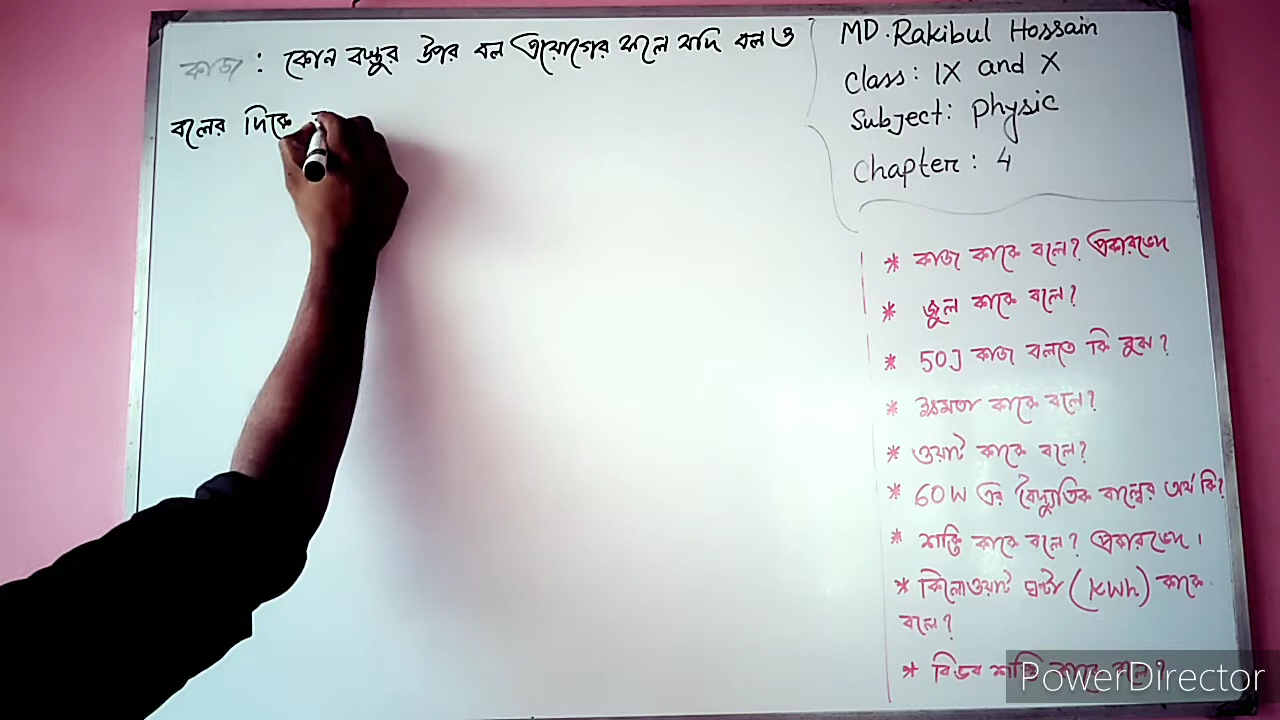 কাজ : কোন বস্তুর উপর বল প্রয়োগের ফলে যদি বল ও
বলের দিকে
MD. Rakibul Hossain
Class: IX and X
Subject: Physic
Chapter: 4
* কাজ কাকে বলে? প্রকারভেদ
* জুল কাকে বলে?
* 50J কাজ বলতে কি বুঝ?
* ক্ষমতা কাকে বলে?
* ওয়াট কাকে বলে?
* 60W এর বৈদ্যুতিক বাল্বের অর্থ কি?
* শক্তি কাকে বলে? প্রকারভেদ।
* কিলোওয়াট ঘন্টা (kWh) কাকে
বলে?
* বিভব শক্তি কাকে বলে?
PowerDirector